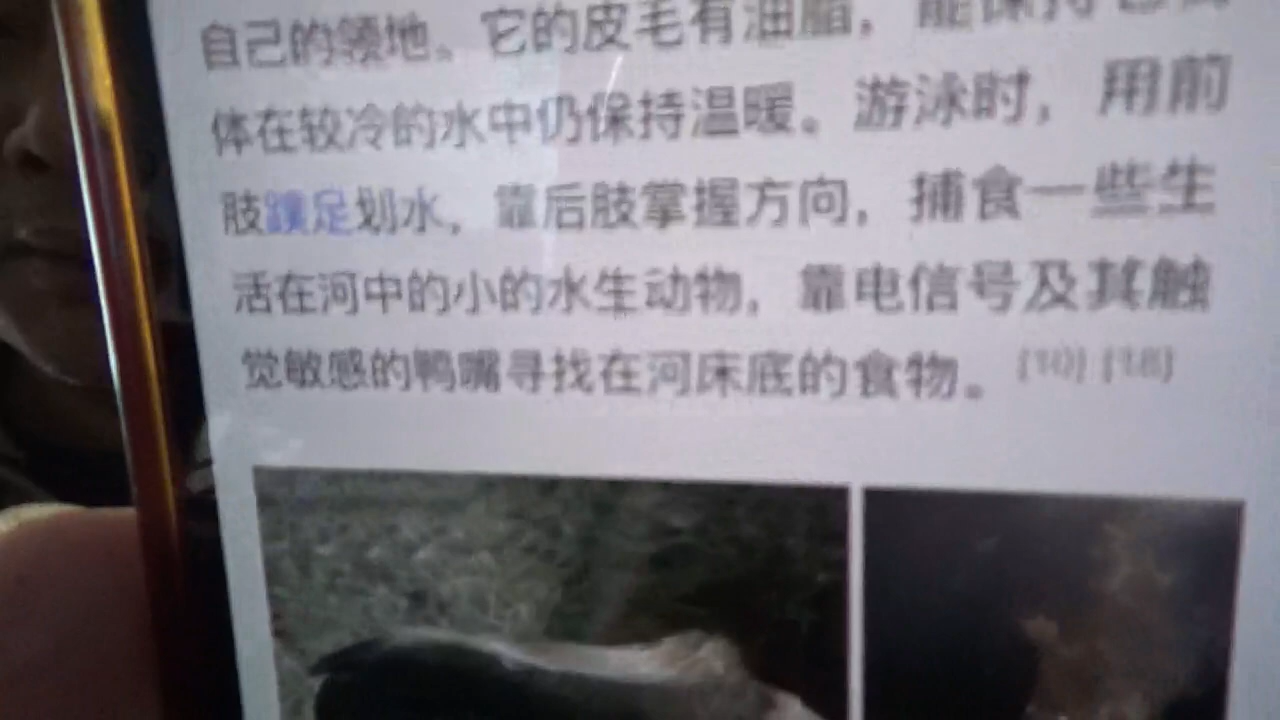 自己的领地。它的皮毛有油脂，能保持它
体在较冷的水中仍保持温暖。游泳时，用前
肢蹼足划水，靠后肢掌握方向，捕食一些生
活在河中的小的水生动物，靠电信号及其触
觉敏感的鸭嘴寻找在河床底的食物。 [10] [18]